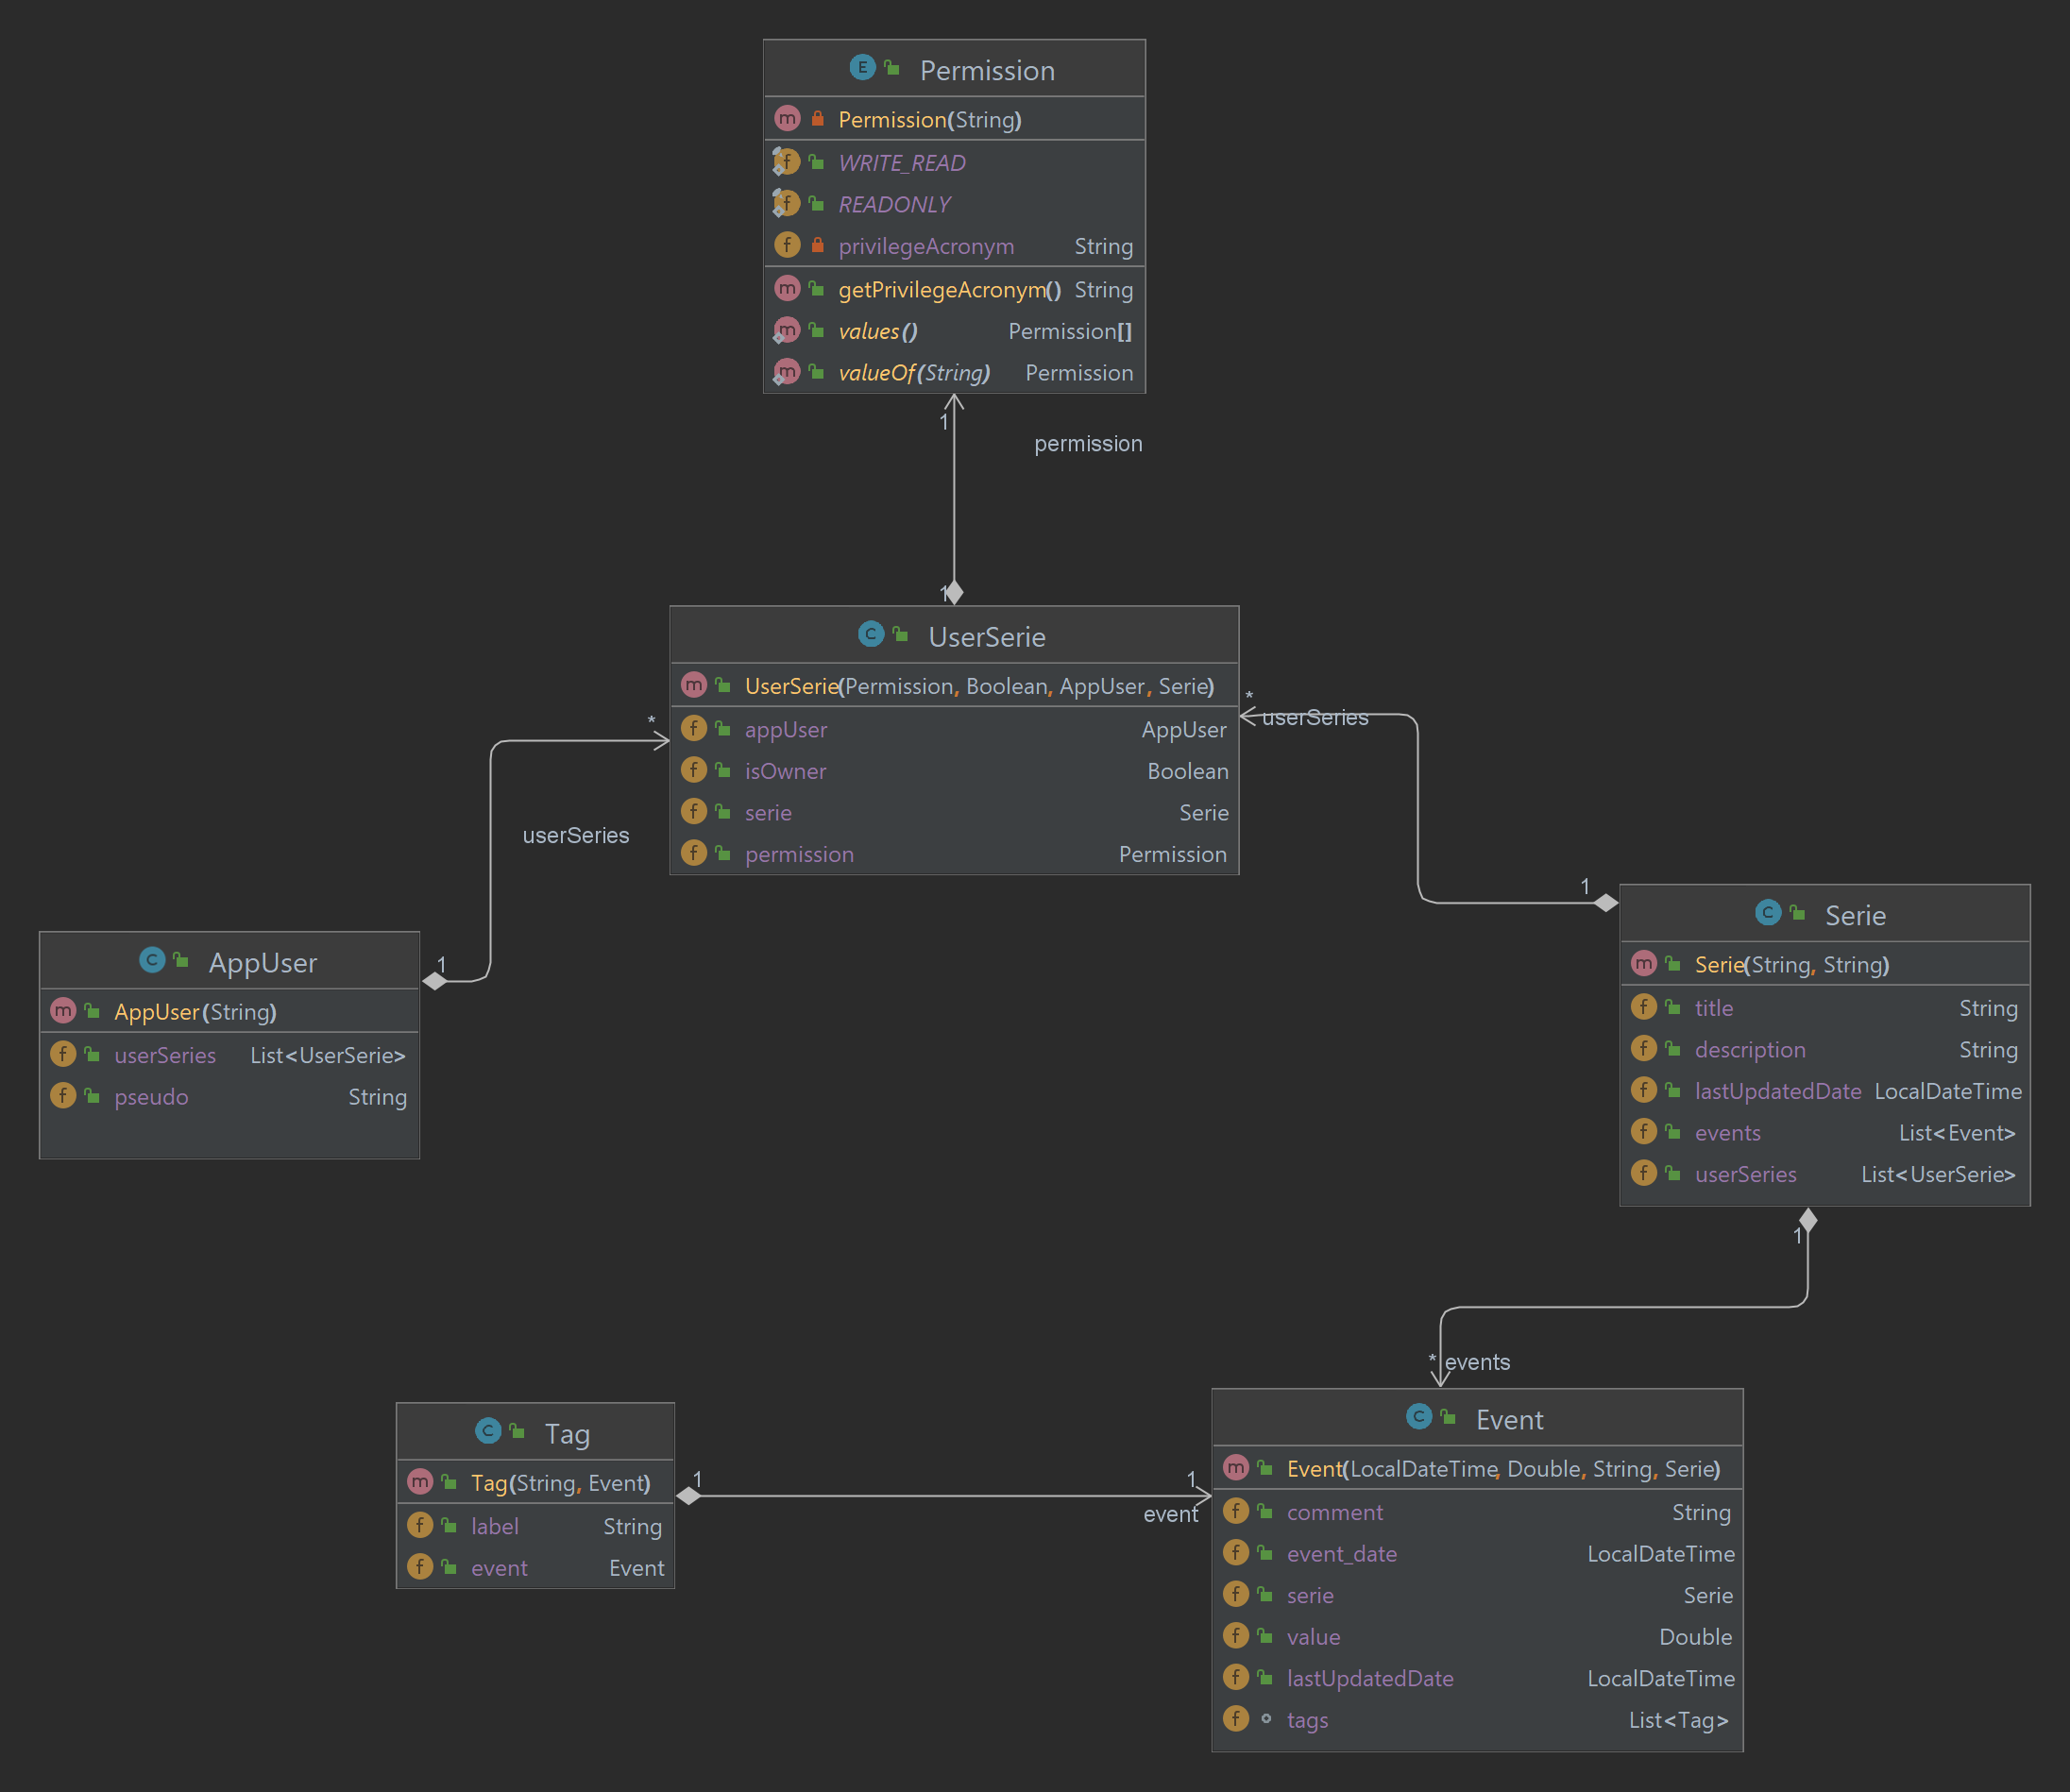 Permission
Permission(String)
WRITE_READ
READONLY
privilegeAcronym String
getPrivilegeAcronym() String
values() Permission[]
valueOf(String) Permission
1
permission
1
UserSerie
UserSerie(Permission, Boolean, AppUser, Serie)
appUser AppUser
isOwner Boolean
serie Serie
permission Permission
*
userSeries
*
userSeries
1
1
AppUser
AppUser(String)
userSeries List<UserSerie>
pseudo String
Serie
Serie(String, String)
title String
description String
lastUpdatedDate LocalDateTime
events List<Event>
userSeries List<UserSerie>
1
* events
Tag
Tag(String, Event)
label String
event Event
1
1
event
Event
Event(LocalDateTime, Double, String, Serie)
comment String
event_date LocalDateTime
serie Serie
value Double
lastUpdatedDate LocalDateTime
tags List<Tag>